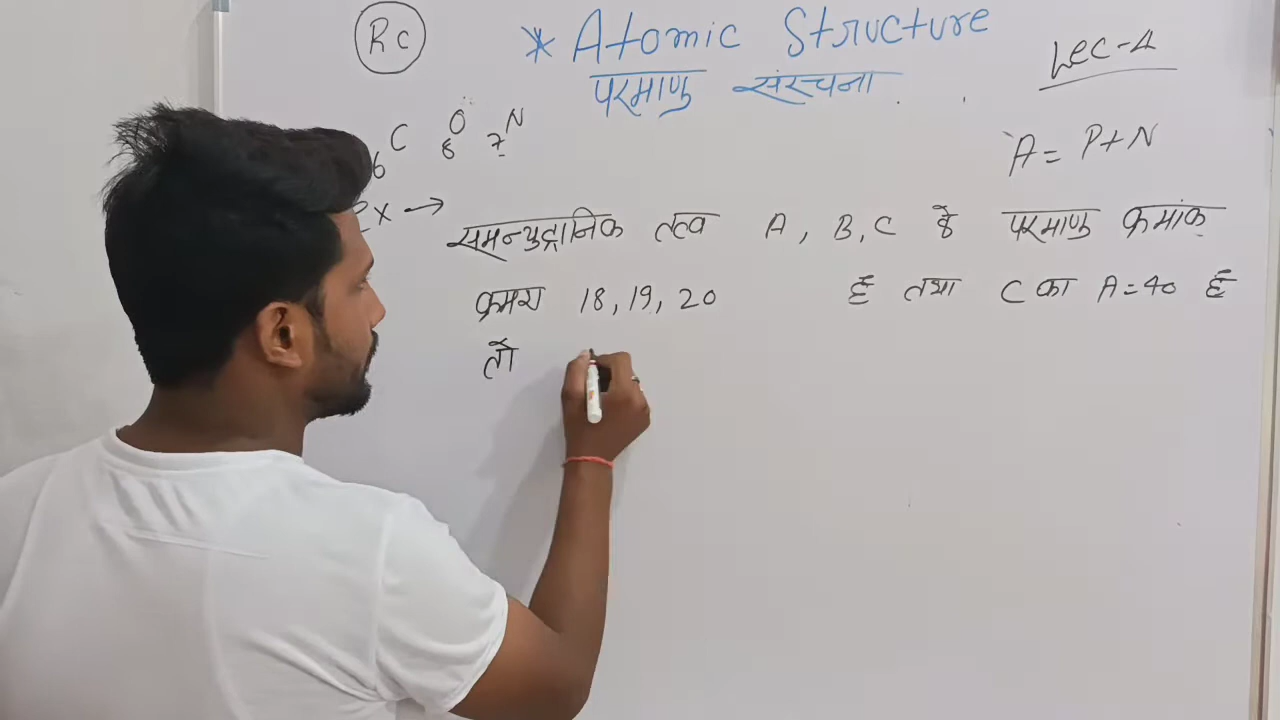 Rc
* Atomic Structure
परमाणु संरचना
Lec-4
6C 8O 7N
A = P+N
Ex → समन्युट्रानिक तत्व A, B, C के परमाणु क्रमांक
क्रमश 18, 19, 20 है तथा C का A=40 है
तो